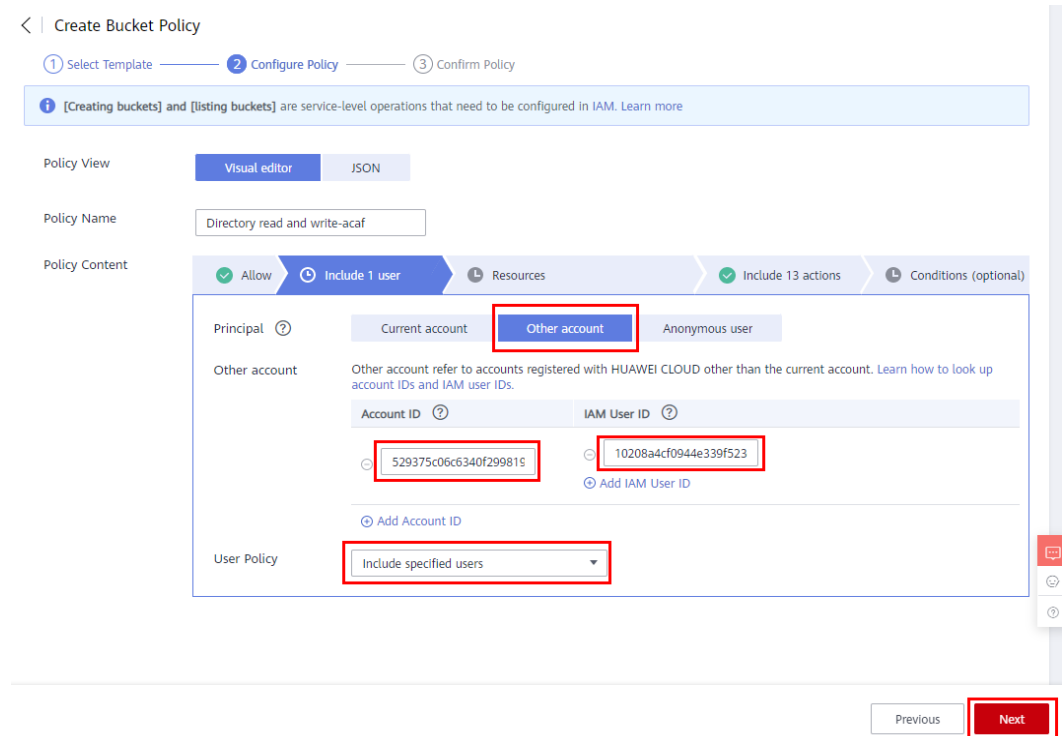 Create Bucket Policy
1 Select Template 2 Configure Policy 3 Confirm Policy
[Creating buckets] and [listing buckets] are service-level operations that need to be configured in IAM. Learn more
Policy View Visual editor JSON
Policy Name Directory read and write-acaf
Policy Content Allow Include 1 user Resources Include 13 actions Conditions (optional)
Principal Current account Other account Anonymous user
Other account Other account refer to accounts registered with HUAWEI CLOUD other than the current account. Learn how to look up
account IDs and IAM user IDs.
Account ID IAM User ID
529375c06c6340f299819 10208a4cf0944e339f523
Add IAM User ID
Add Account ID
User Policy Include specified users
Previous Next